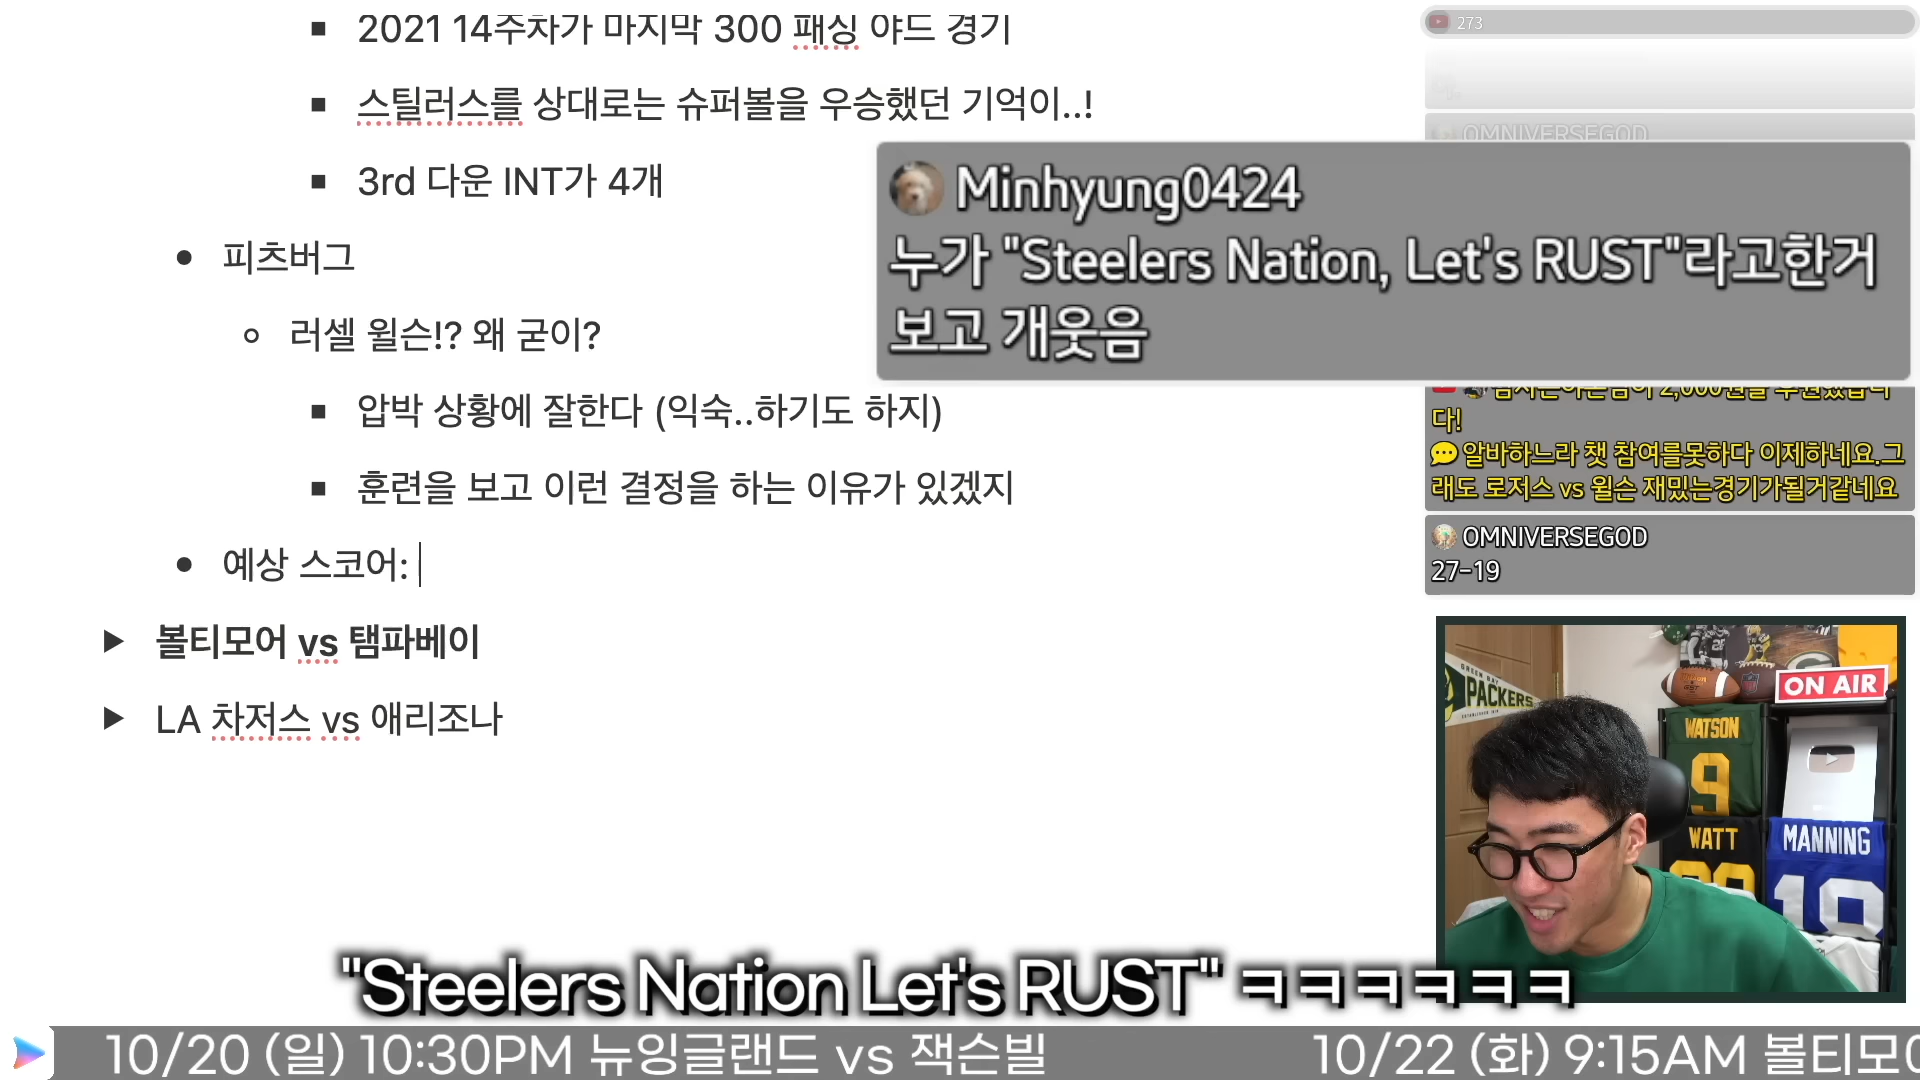 2021 14주차가 마지막 300 패싱 야드 경기
스틸러스를 상대로는 슈퍼볼을 우승했던 기억이..!
3rd 다운 INT가 4개
피츠버그
러셀 윌슨!? 왜 굳이?
압박 상황에 잘한다 (익숙..하기도 하지)
훈련을 보고 이런 결정을 하는 이유가 있겠지
예상 스코어:
볼티모어 vs 탬파베이
LA 차저스 vs 애리조나
273
OMNIVERSEGOD
Minhyung0424
누가 "Steelers Nation, Let's RUST"라고한거
보고 개웃음
다!
알바하느라 챗 참여를못하다 이제하네요.그
래도 로저스 vs 윌슨 재밌는경기가될거같네요
OMNIVERSEGOD
27-19
GREEN BAY
PACKERS
ON AIR
WATSON
9
WATT
MANNING
10
"Steelers Nation Let's RUST" ㅋㅋㅋㅋㅋㅋ
10/20 (일) 10:30PM 뉴잉글랜드 vs 잭슨빌
10/22 (화) 9:15AM 볼티모